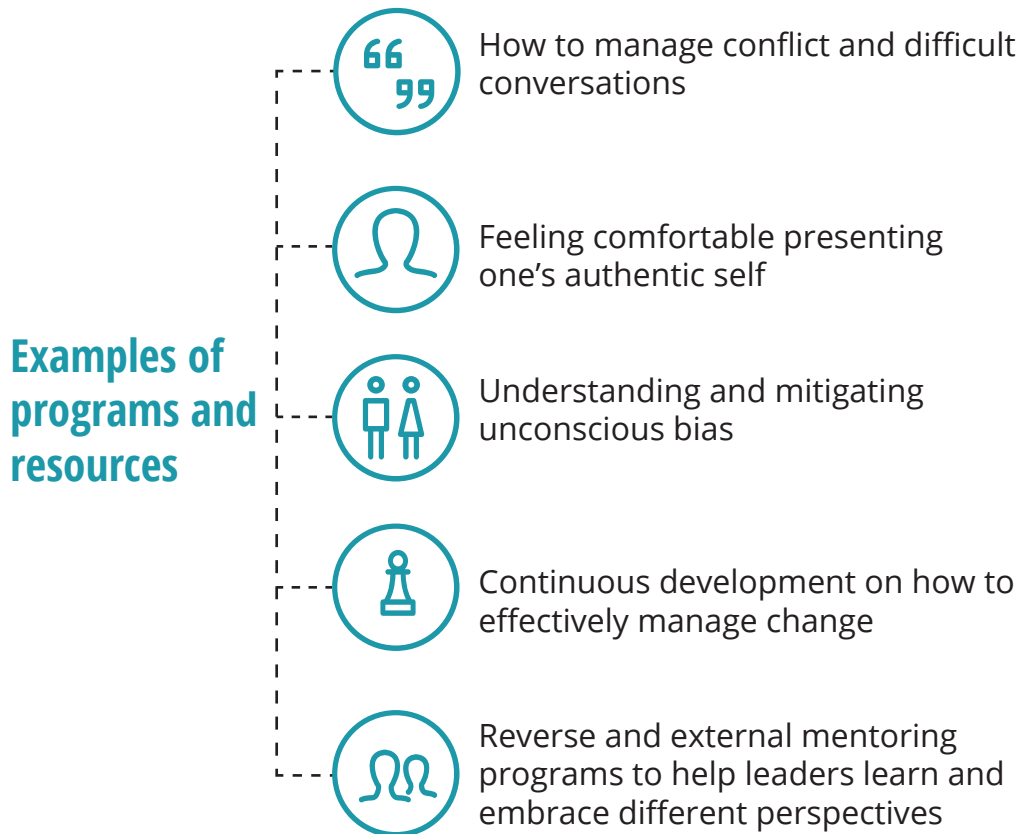 How to manage conflict and difficult
conversations
Feeling comfortable presenting
one’s authentic self
Examples of
programs and
resources
Understanding and mitigating
unconscious bias
Continuous development on how to
effectively manage change
Reverse and external mentoring
programs to help leaders learn and
embrace different perspectives